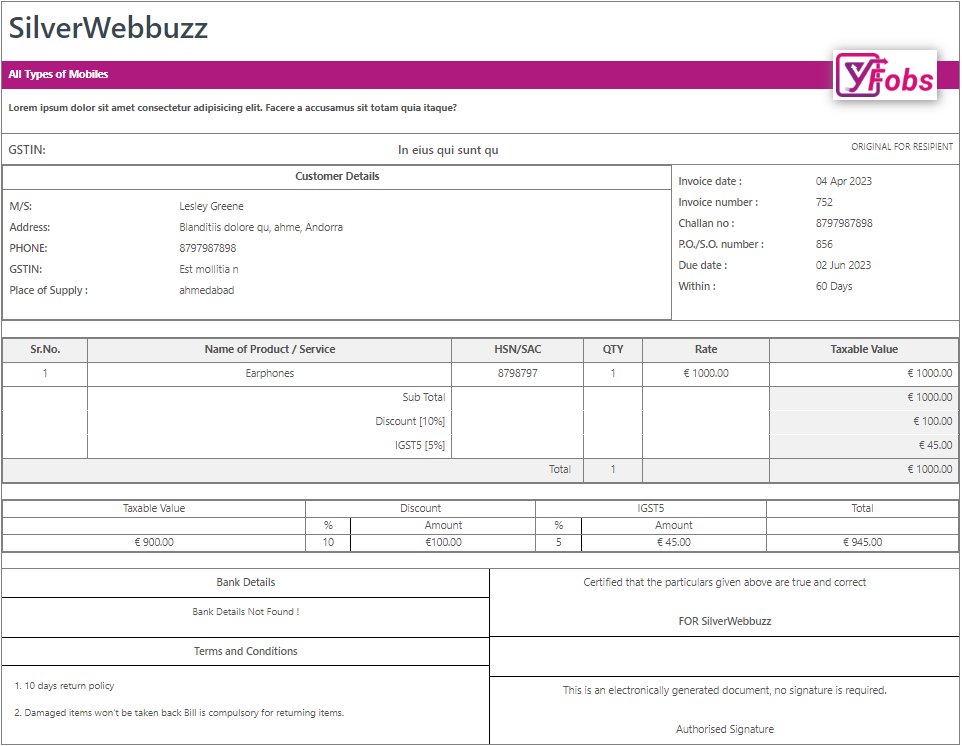 SilverWebbuzz
All Types of Mobiles
YFobs
Lorem ipsum dolor sit amet consectetur adipisicing elit. Facere a accusamus sit totam quia itaque?
GSTIN: In eius qui sunt qu ORIGINAL FOR RESIPIENT
Customer Details
M/S: Lesley Greene
Address: Blanditiis dolore qu, ahme, Andorra
PHONE: 8797987898
GSTIN: Est mollitia n
Place of Supply : ahmedabad
Invoice date : 04 Apr 2023
Invoice number : 752
Challan no : 8797987898
P.O./S.O. number : 856
Due date : 02 Jun 2023
Within : 60 Days
Sr.No. Name of Product / Service HSN/SAC QTY Rate Taxable Value
1 Earphones 8798797 1 € 1000.00 € 1000.00
Sub Total € 1000.00
Discount [10%] € 100.00
IGST5 [5%] € 45.00
Total 1 € 1000.00
Taxable Value Discount IGST5 Total
% Amount % Amount
€ 900.00 10 €100.00 5 € 45.00 € 945.00
Bank Details
Bank Details Not Found !
Terms and Conditions
1. 10 days return policy
2. Damaged items won't be taken back Bill is compulsory for returning items.
Certified that the particulars given above are true and correct
FOR SilverWebbuzz
This is an electronically generated document, no signature is required.
Authorised Signature